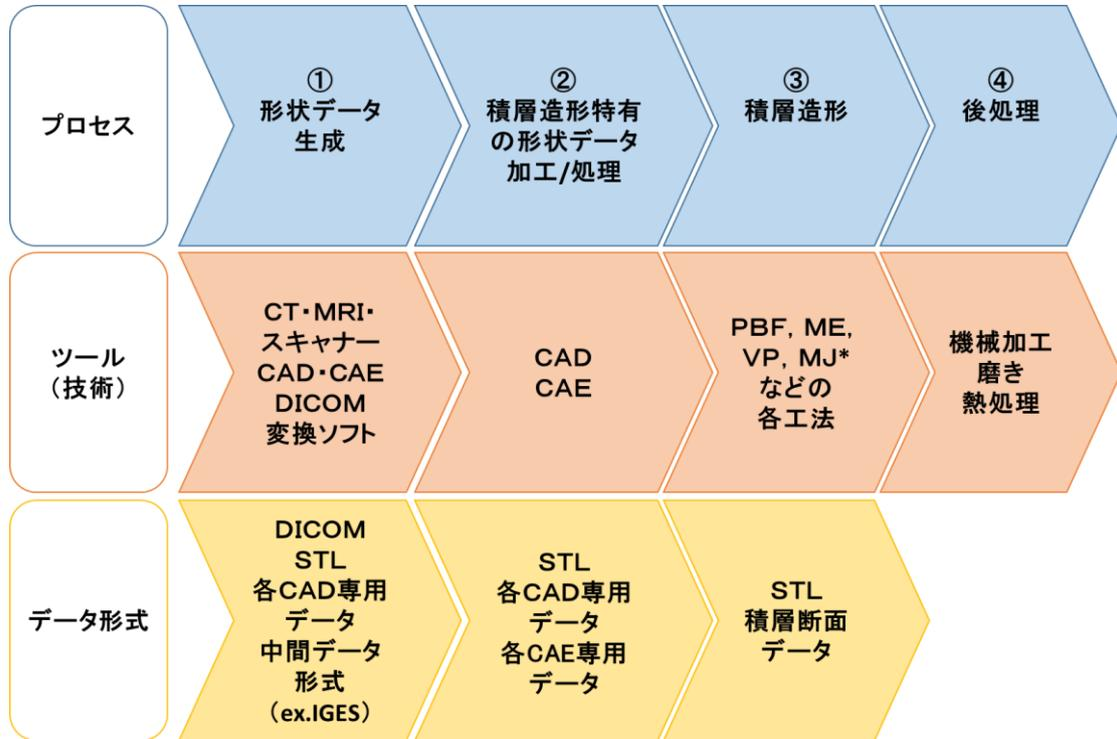 プロセス
①
形状データ
生成
②
積層造形特有
の形状データ
加工/処理
③
積層造形
④
後処理
ツール
（技術）
CT・MRI・
スキャナー
CAD・CAE
DICOM
変換ソフト
CAD
CAE
PBF, ME,
VP, MJ*
などの
各工法
機械加工
磨き
熱処理
データ形式
DICOM
STL
各CAD専用
データ
中間データ
形式
（ex.IGES）
STL
各CAD専用
データ
各CAE専用
データ
STL
積層断面
データ